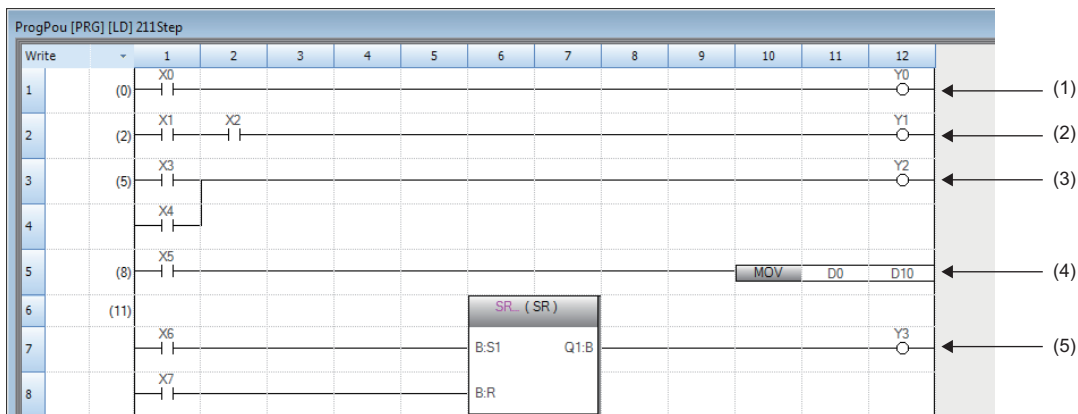 ProgPou [PRG] [LD] 211Step
Write 1 2 3 4 5 6 7 8 9 10 11 12
X0 Y0
1 (0) (1)
X1 X2 Y1
2 (2) (2)
X3 Y2
3 (5) (3)
X4
4
X5
5 (8) MOV D0 D10 (4)
6 (11) SR_ ( SR )
X6 Y3
7 B:S1 Q1:B (5)
X7
8 B:R